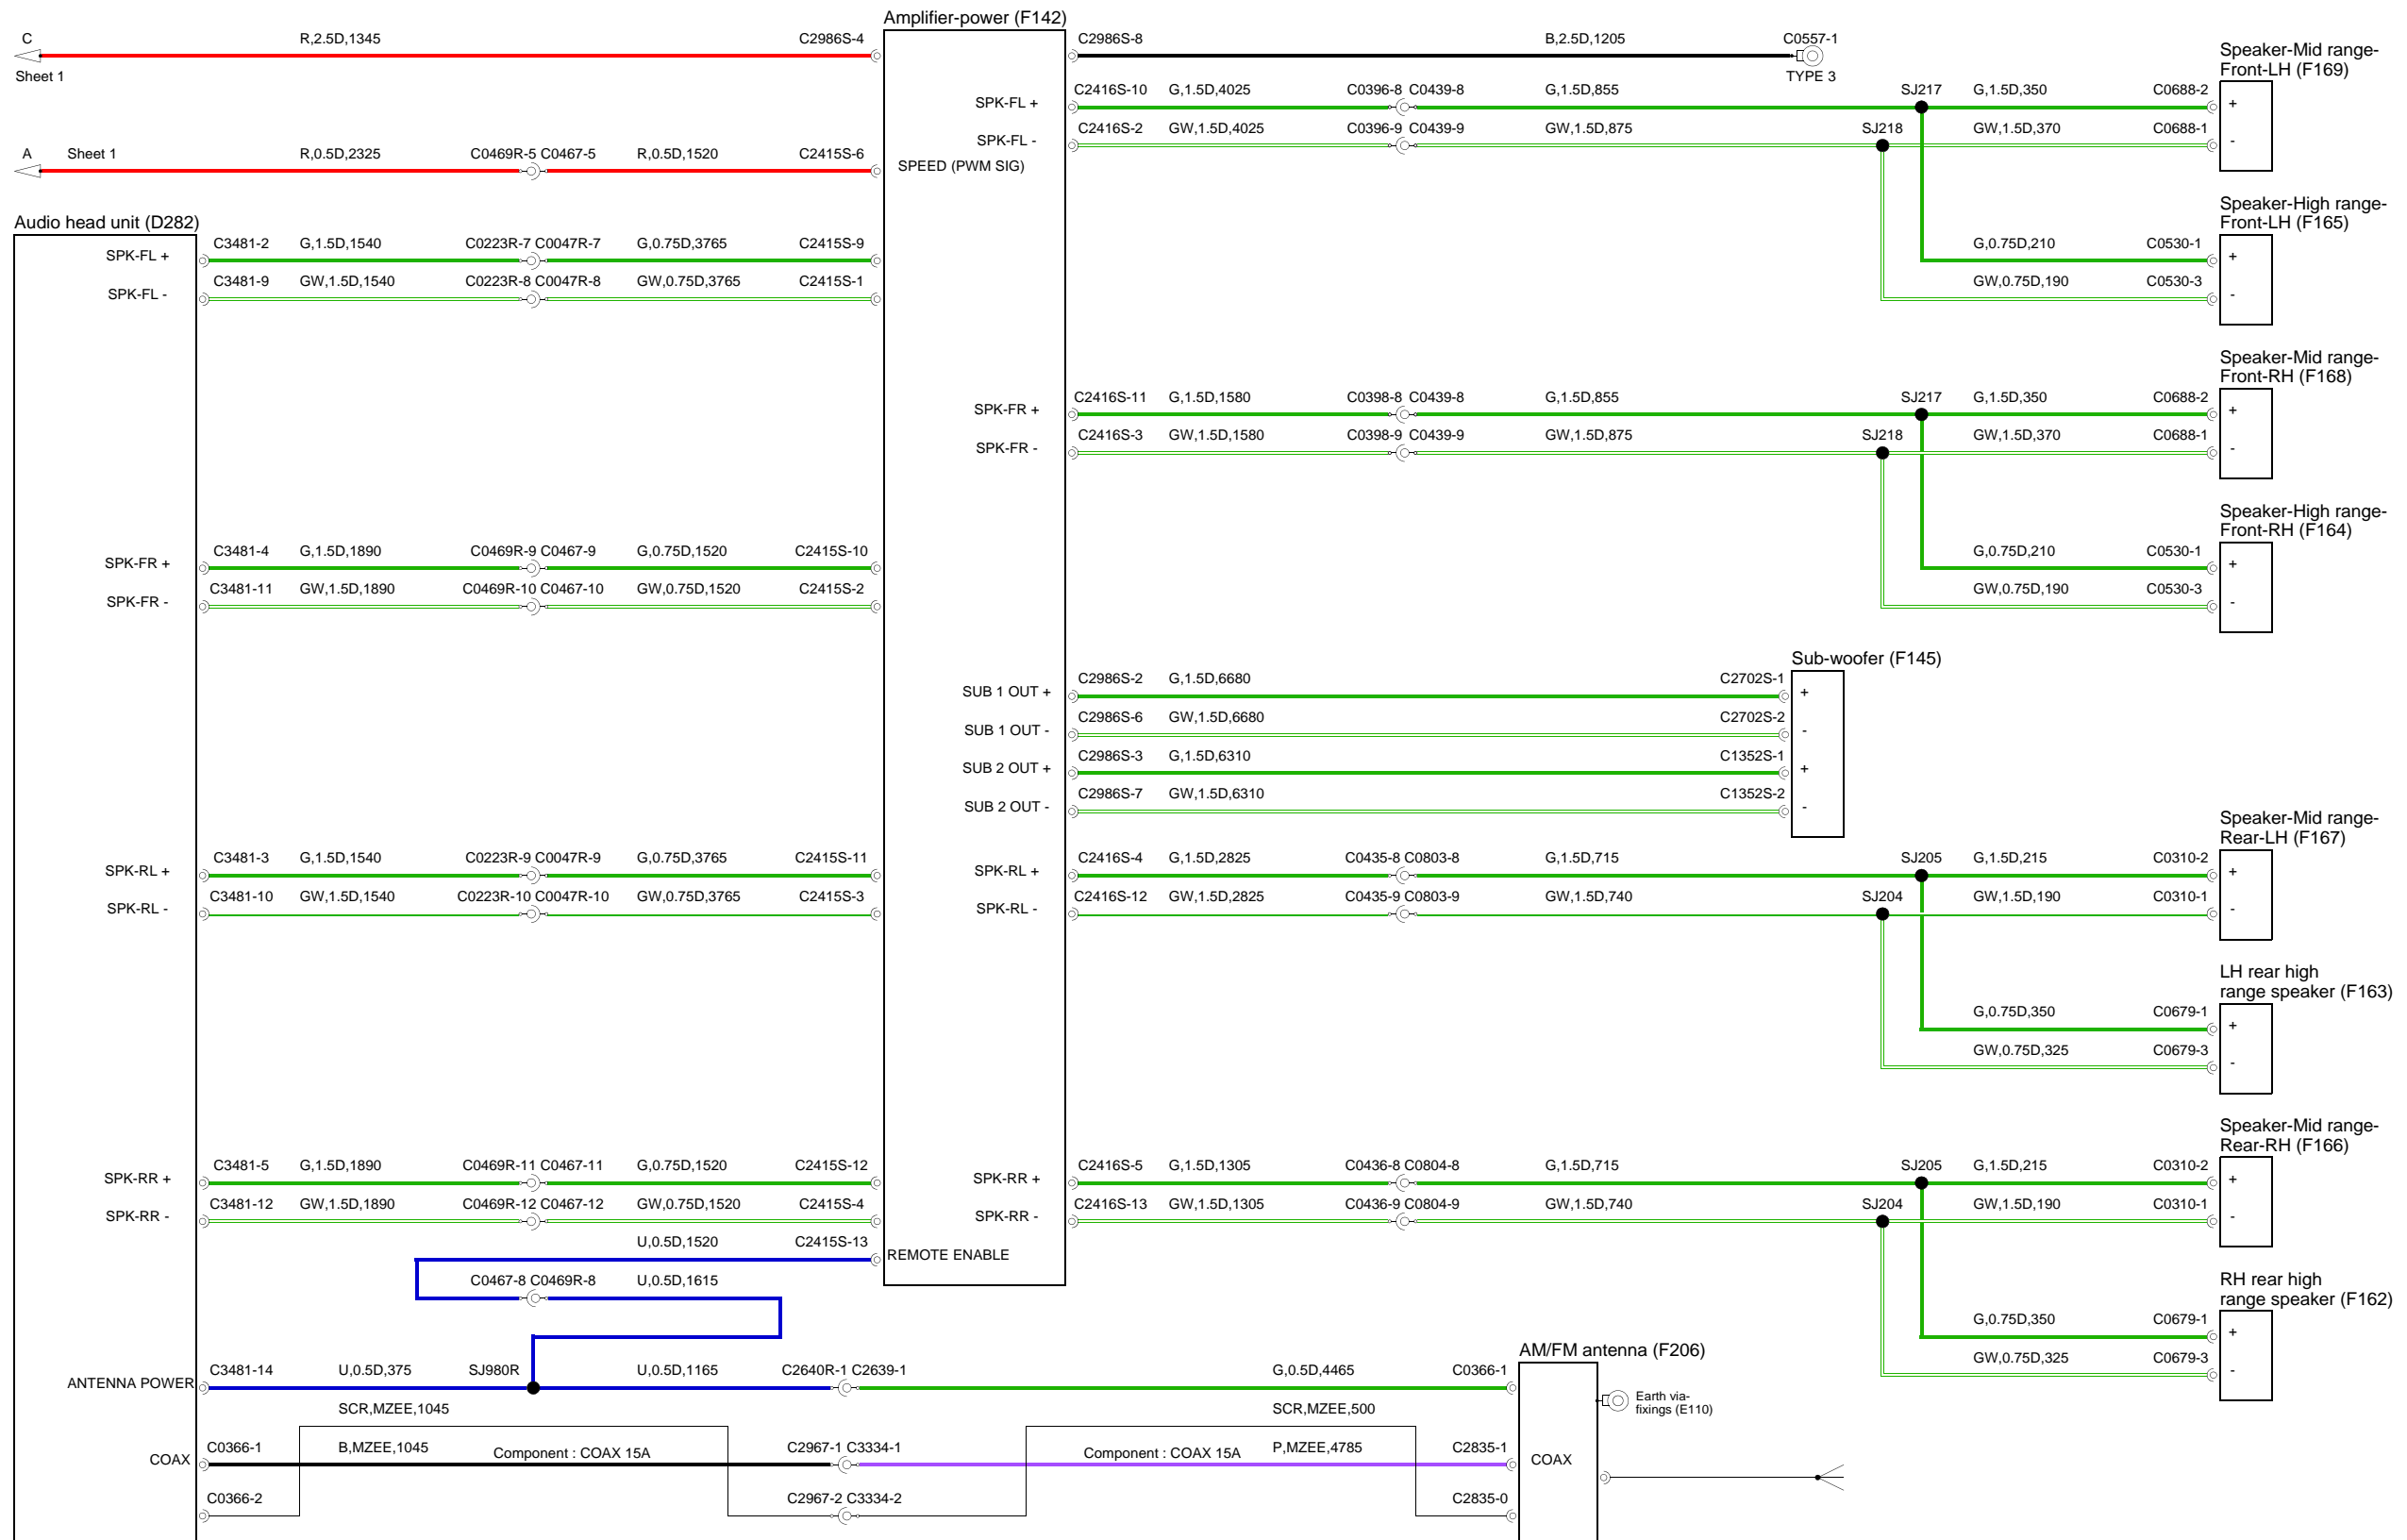 Amplifier-power (F142)
C R,2.5D,1345 C2986S-4 C2986S-8 B,2.5D,1205 C0557-1
Sheet 1 TYPE 3
Speaker-Mid range-
Front-LH (F169)
SPK-FL + C2416S-10 G,1.5D,4025 C0396-8 C0439-8 G,1.5D,855 SJ217 G,1.5D,350 C0688-2 +
SPK-FL - C2416S-2 GW,1.5D,4025 C0396-9 C0439-9 GW,1.5D,875 SJ218 GW,1.5D,370 C0688-1 -
A Sheet 1 R,0.5D,2325 C0469R-5 C0467-5 R,0.5D,1520 C2415S-6 SPEED (PWM SIG)
Speaker-High range-
Front-LH (F165)
Audio head unit (D282)
SPK-FL + C3481-2 G,1.5D,1540 C0223R-7 C0047R-7 G,0.75D,3765 C2415S-9 G,0.75D,210 C0530-1 +
SPK-FL - C3481-9 GW,1.5D,1540 C0223R-8 C0047R-8 GW,0.75D,3765 C2415S-1 GW,0.75D,190 C0530-3 -
Speaker-Mid range-
Front-RH (F168)
SPK-FR + C2416S-11 G,1.5D,1580 C0398-8 C0439-8 G,1.5D,855 SJ217 G,1.5D,350 C0688-2 +
SPK-FR - C2416S-3 GW,1.5D,1580 C0398-9 C0439-9 GW,1.5D,875 SJ218 GW,1.5D,370 C0688-1 -
Speaker-High range-
Front-RH (F164)
SPK-FR + C3481-4 G,1.5D,1890 C0469R-9 C0467-9 G,0.75D,1520 C2415S-10 G,0.75D,210 C0530-1 +
SPK-FR - C3481-11 GW,1.5D,1890 C0469R-10 C0467-10 GW,0.75D,1520 C2415S-2 GW,0.75D,190 C0530-3 -
Sub-woofer (F145)
SUB 1 OUT + C2986S-2 G,1.5D,6680 C2702S-1 +
SUB 1 OUT - C2986S-6 GW,1.5D,6680 C2702S-2 -
SUB 2 OUT + C2986S-3 G,1.5D,6310 C1352S-1 +
SUB 2 OUT - C2986S-7 GW,1.5D,6310 C1352S-2 -
Speaker-Mid range-
Rear-LH (F167)
SPK-RL + C3481-3 G,1.5D,1540 C0223R-9 C0047R-9 G,0.75D,3765 C2415S-11 SPK-RL + C2416S-4 G,1.5D,2825 C0435-8 C0803-8 G,1.5D,715 SJ205 G,1.5D,215 C0310-2 +
SPK-RL - C3481-10 GW,1.5D,1540 C0223R-10 C0047R-10 GW,0.75D,3765 C2415S-3 SPK-RL - C2416S-12 GW,1.5D,2825 C0435-9 C0803-9 GW,1.5D,740 SJ204 GW,1.5D,190 C0310-1 -
LH rear high
range speaker (F163)
G,0.75D,350 C0679-1 +
GW,0.75D,325 C0679-3 -
Speaker-Mid range-
Rear-RH (F166)
SPK-RR + C3481-5 G,1.5D,1890 C0469R-11 C0467-11 G,0.75D,1520 C2415S-12 SPK-RR + C2416S-5 G,1.5D,1305 C0436-8 C0804-8 G,1.5D,715 SJ205 G,1.5D,215 C0310-2 +
SPK-RR - C3481-12 GW,1.5D,1890 C0469R-12 C0467-12 GW,0.75D,1520 C2415S-4 SPK-RR - C2416S-13 GW,1.5D,1305 C0436-9 C0804-9 GW,1.5D,740 SJ204 GW,1.5D,190 C0310-1 -
U,0.5D,1520 C2415S-13 REMOTE ENABLE
C0467-8 C0469R-8 U,0.5D,1615
RH rear high
range speaker (F162)
G,0.75D,350 C0679-1 +
GW,0.75D,325 C0679-3 -
AM/FM antenna (F206)
ANTENNA POWER C3481-14 U,0.5D,375 SJ980R U,0.5D,1165 C2640R-1 C2639-1 G,0.5D,4465 C0366-1
Earth via-
fixings (E110)
SCR,MZEE,1045 SCR,MZEE,500
COAX C0366-1 B,MZEE,1045 Component : COAX 15A C2967-1 C3334-1 Component : COAX 15A P,MZEE,4785 C2835-1 COAX
C0366-2 C2967-2 C3334-2 C2835-0